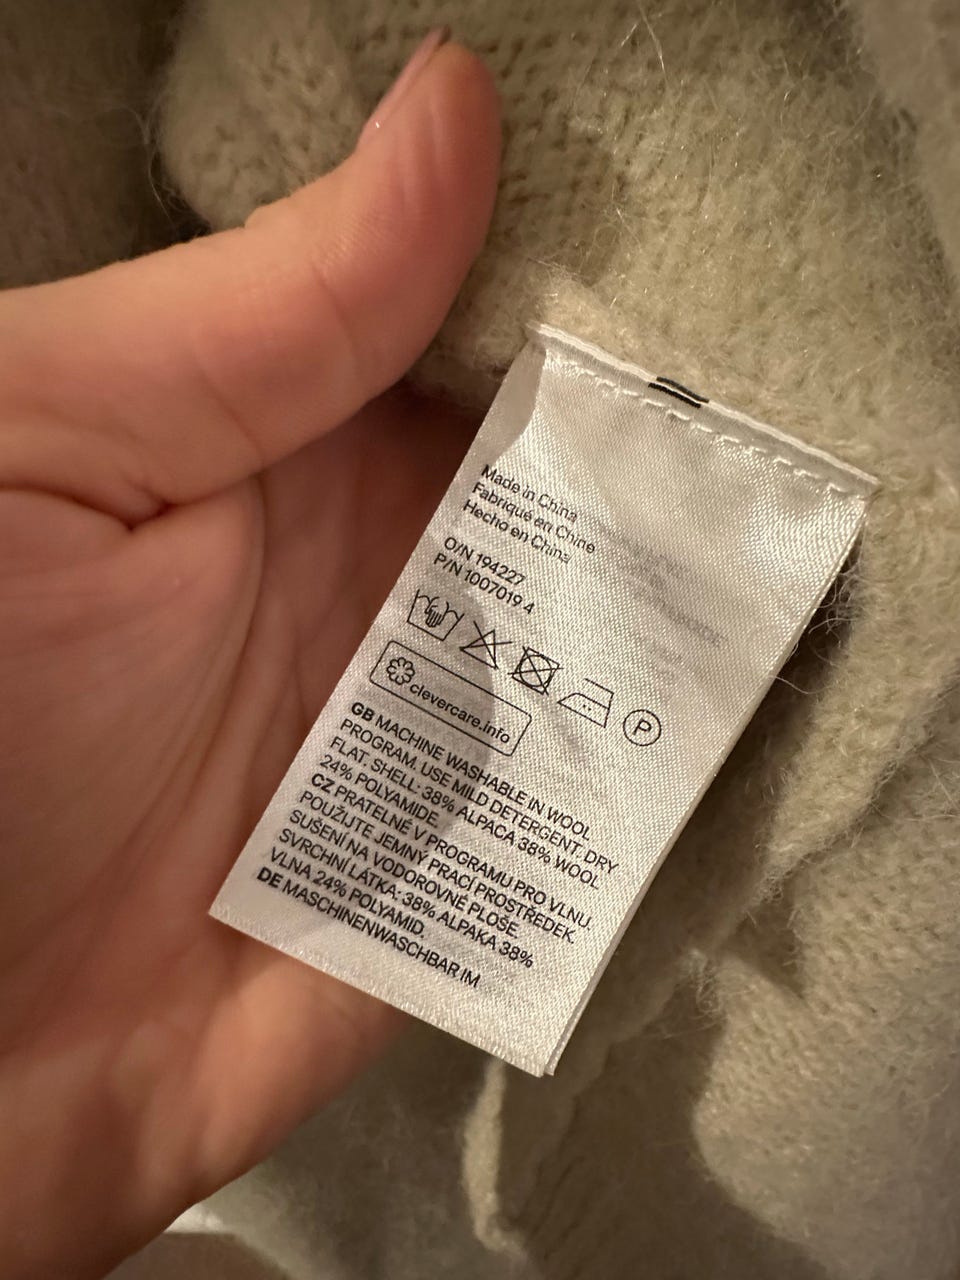 Made in China
Fabriqué en Chine
Hecho en China
O/N 194227
P/N 1007019 4
P
clevercare.info
GB MACHINE WASHABLE IN WOOL
PROGRAM. USE MILD DETERGENT. DRY
FLAT. SHELL: 38% ALPACA 38% WOOL
24% POLYAMIDE
CZ PRATELNÉ V PROGRAMU PRO VLNU.
POUŽIJTE JEMNÝ PRACÍ PROSTŘEDEK.
SUŠENÍ NA VODOROVNÉ PLOŠE.
SVRCHNÍ LÁTKA: 38% ALPAKA 38%
VLNA 24% POLYAMID.
DE MASCHINENWASCHBAR IM